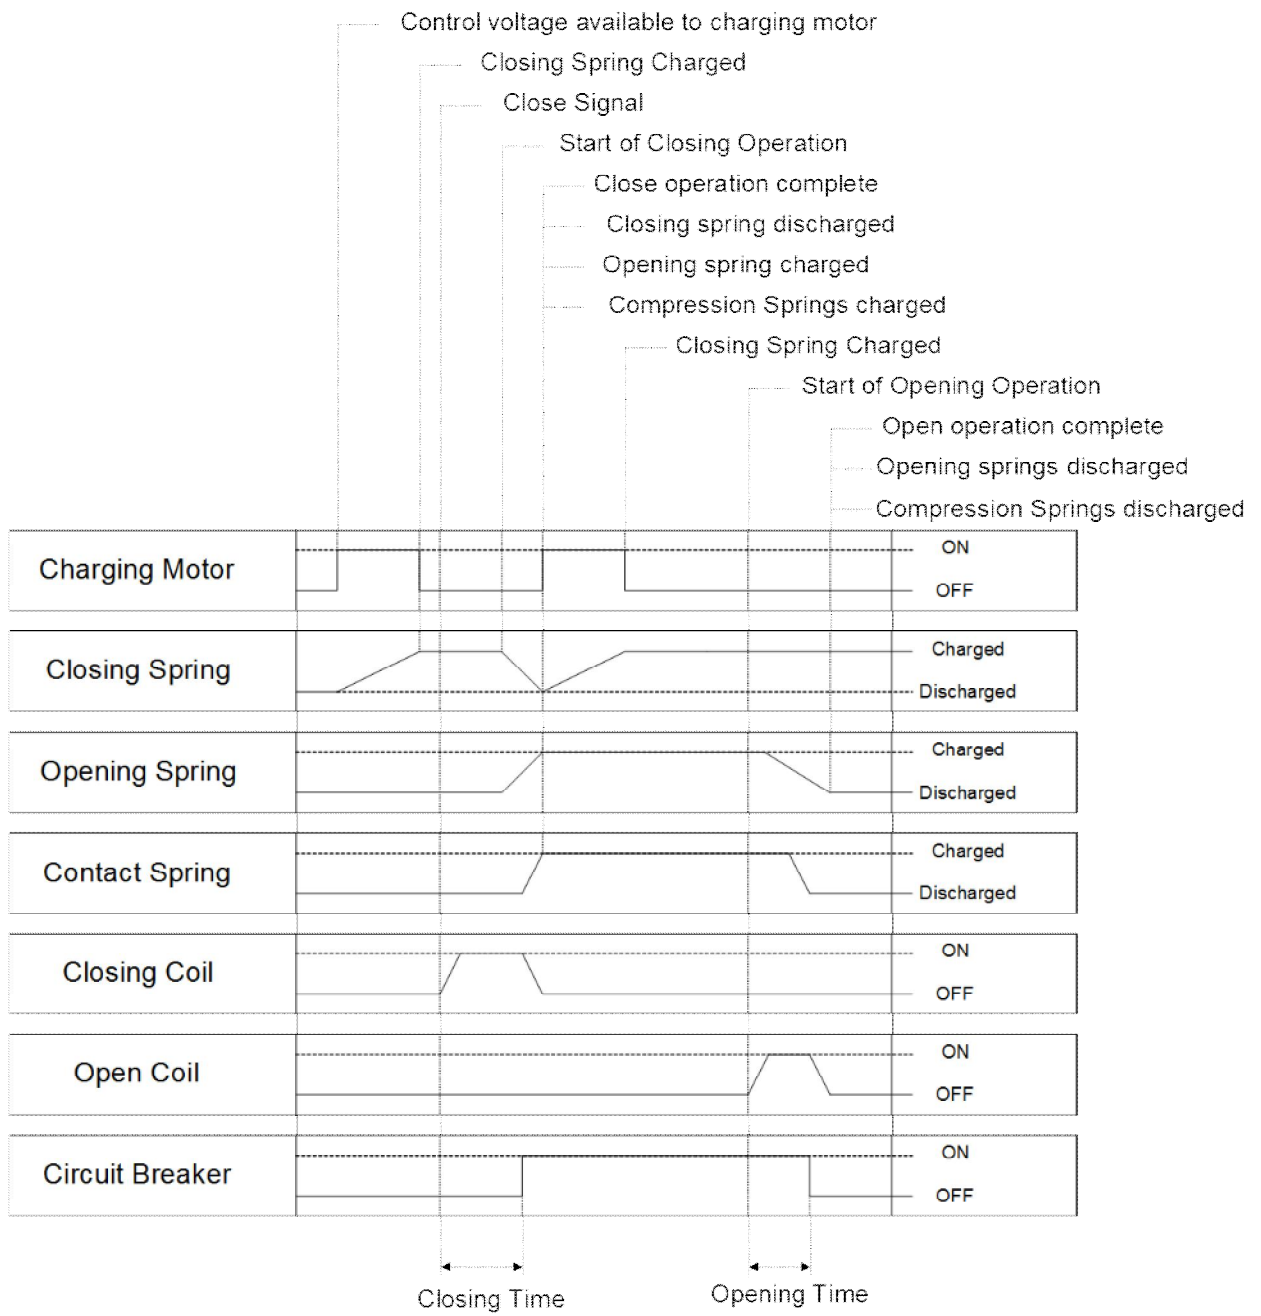 Control voltage available to charging motor
Closing Spring Charged
Close Signal
Start of Closing Operation
Close operation complete
Closing spring discharged
Opening spring charged
Compression Springs charged
Closing Spring Charged
Start of Opening Operation
Open operation complete
Opening springs discharged
Compression Springs discharged
Charging Motor
ON
OFF
Closing Spring
Charged
Discharged
Opening Spring
Charged
Discharged
Contact Spring
Charged
Discharged
Closing Coil
ON
OFF
Open Coil
ON
OFF
Circuit Breaker
ON
OFF
Closing Time
Opening Time